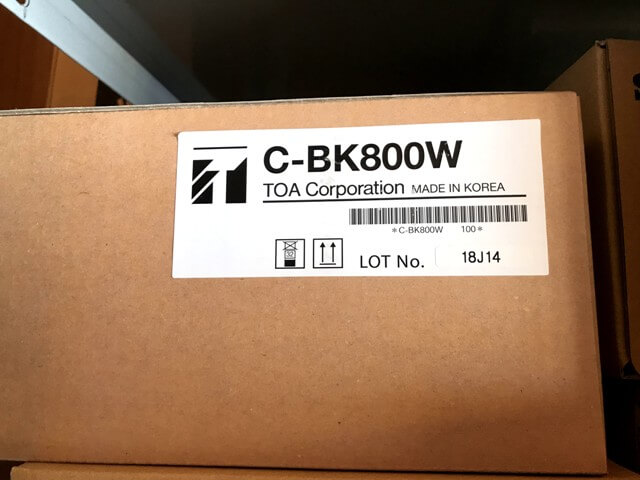 C-BK800W
TOA Corporation MADE IN KOREA
*C-BK800W 100*
LOT No. 18J14